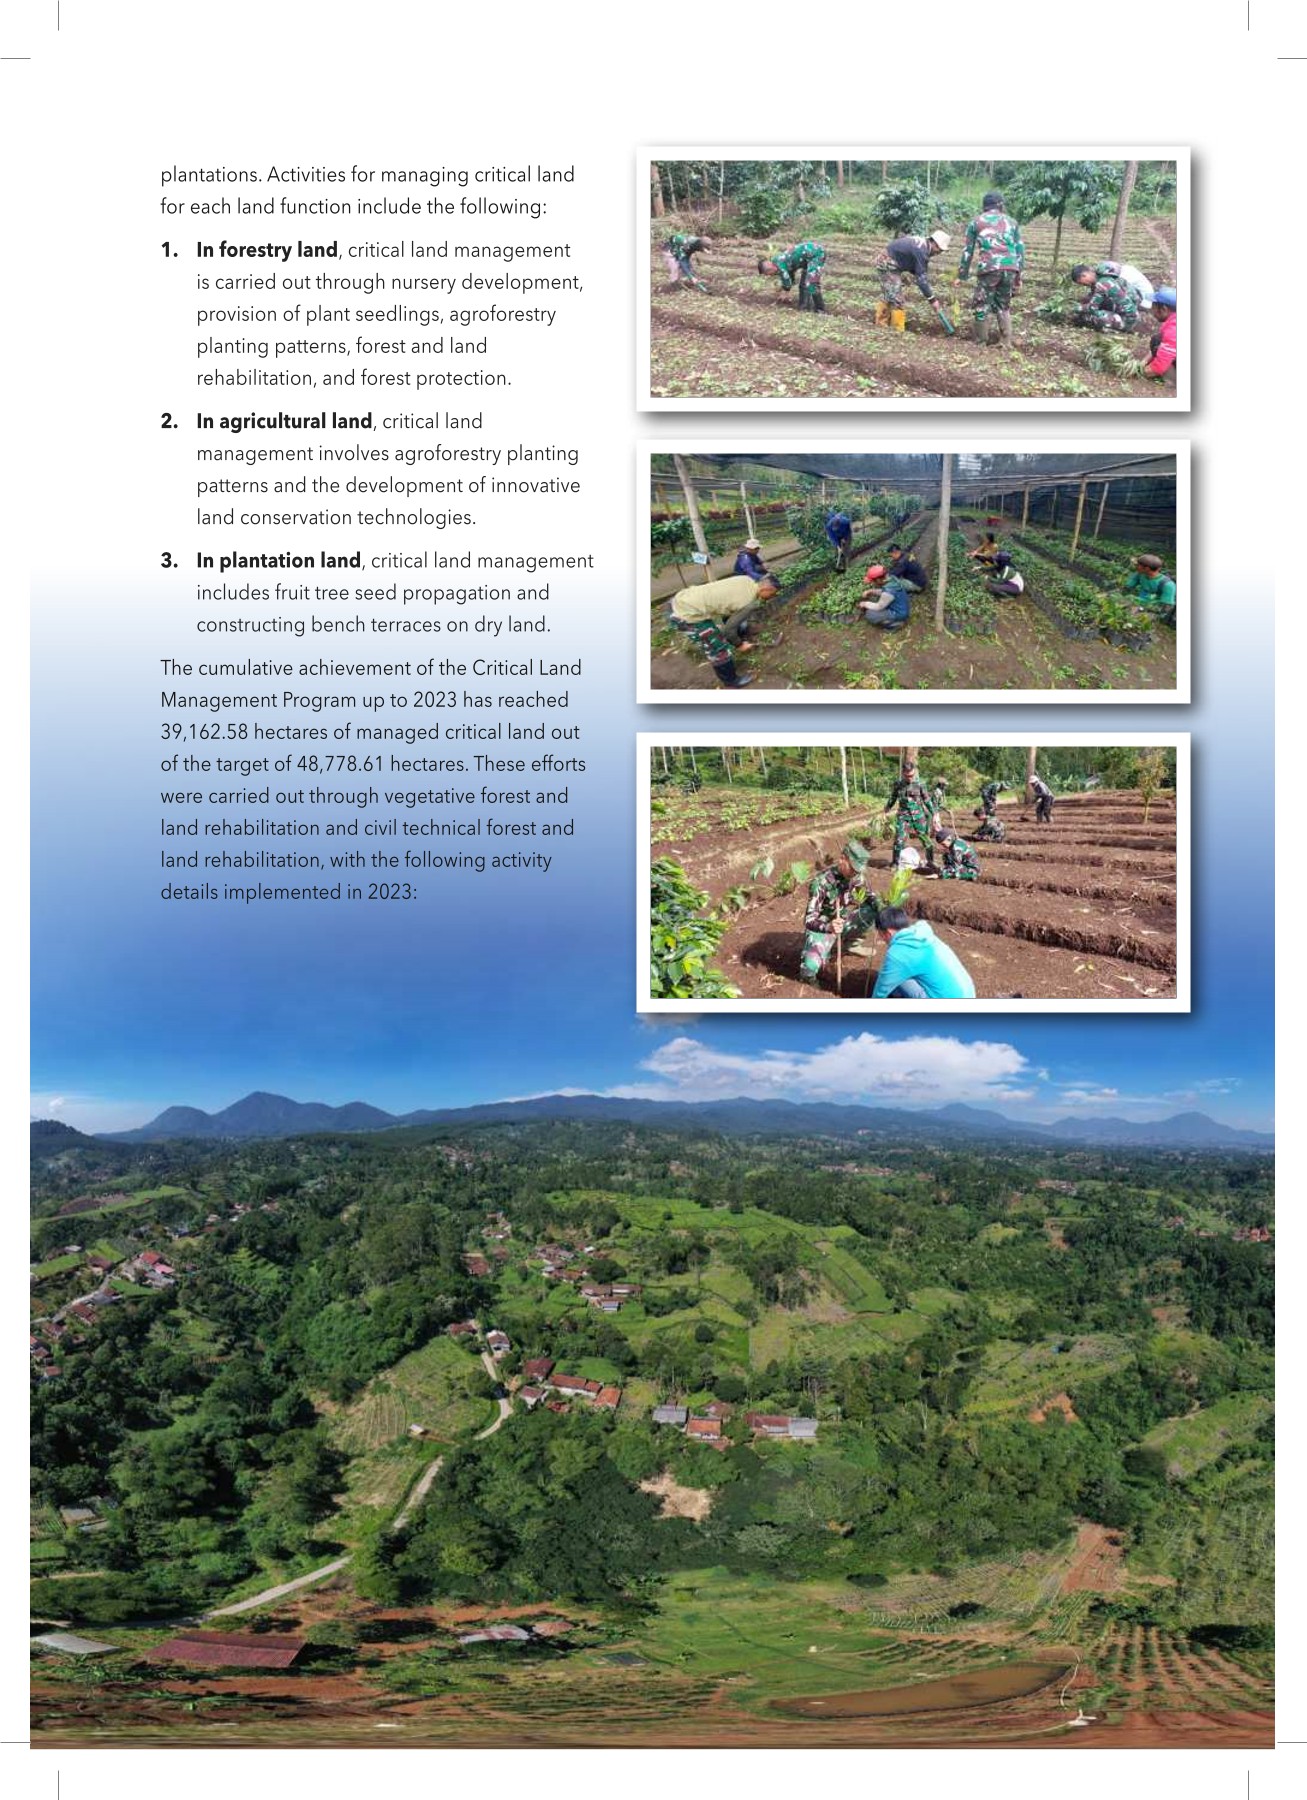 plantations. Activities for managing critical land
for each land function include the following:
1. In forestry land, critical land management
is carried out through nursery development,
provision of plant seedlings, agroforestry
planting patterns, forest and land
rehabilitation, and forest protection.
2. In agricultural land, critical land
management involves agroforestry planting
patterns and the development of innovative
land conservation technologies.
3. In plantation land, critical land management
includes fruit tree seed propagation and
constructing bench terraces on dry land.
The cumulative achievement of the Critical Land
Management Program up to 2023 has reached
39,162.58 hectares of managed critical land out
of the target of 48,778.61 hectares. These efforts
were carried out through vegetative forest and
land rehabilitation and civil technical forest and
land rehabilitation, with the following activity
details implemented in 2023: